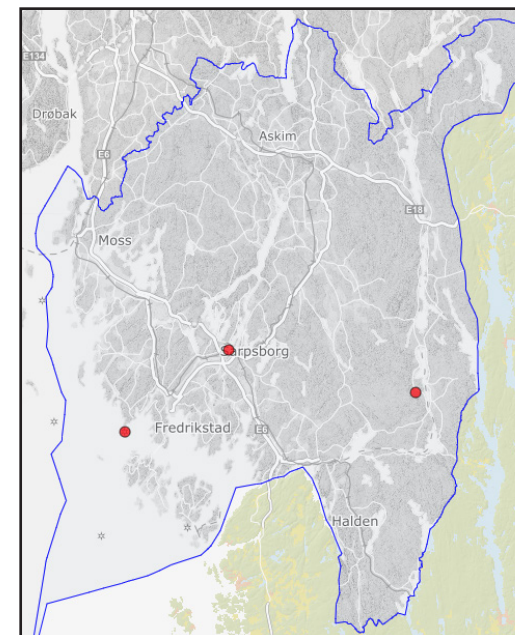 E134
Drøbak
Askim
E6
E18
Moss
Sarpsborg
Fredrikstad
E6
Halden